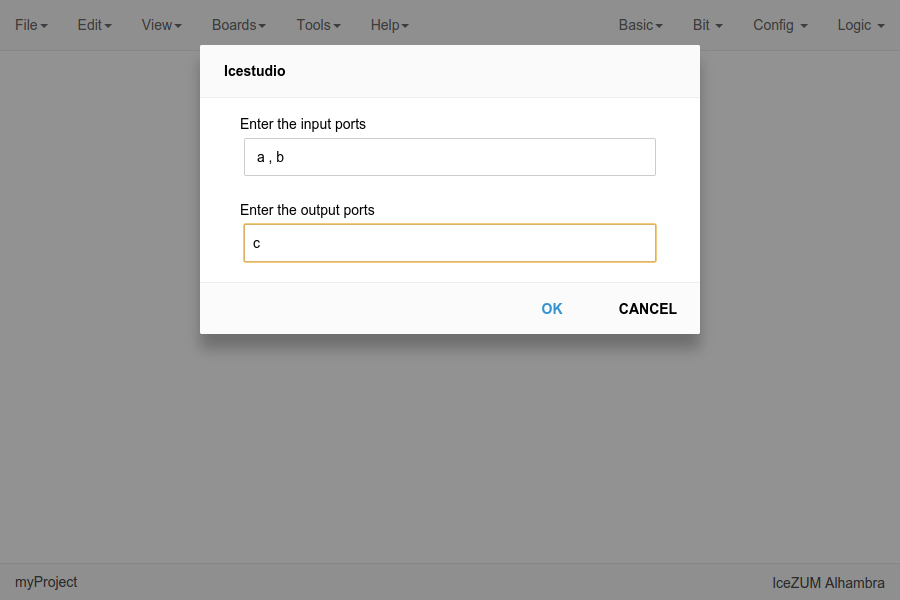 File Edit View Boards Tools Help Basic Bit Config Logic
Icestudio
Enter the input ports
a , b
Enter the output ports
c
OK CANCEL
myProject IceZUM Alhambra